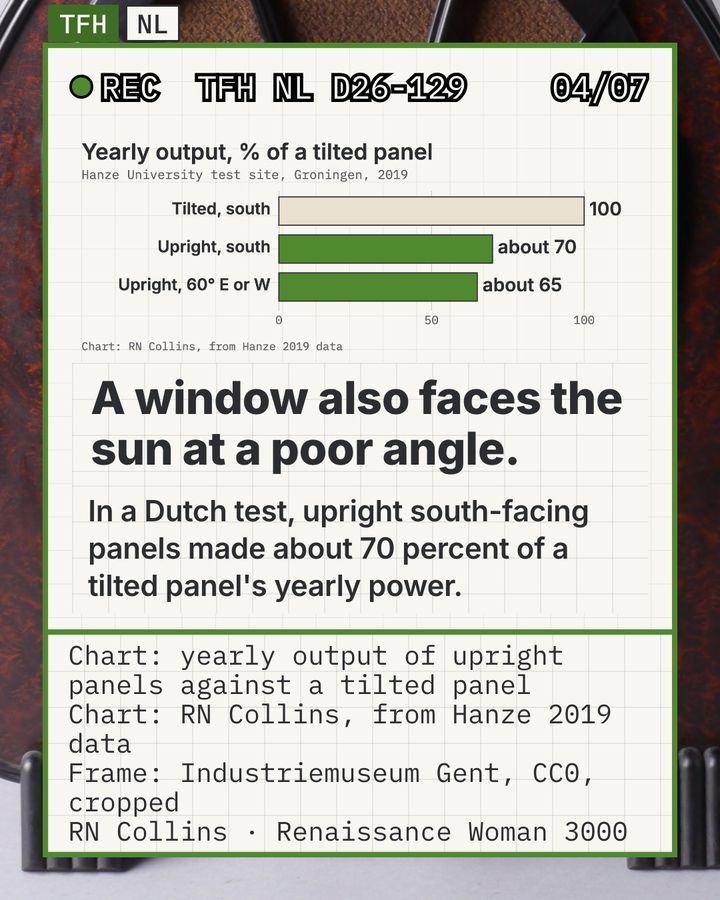 TFH NL
REC TFH NL D26-129 04/07
Yearly output, % of a tilted panel
Hanze University test site, Groningen, 2019
Tilted, south 100
Upright, south about 70
Upright, 60° E or W about 65
0 50 100
Chart: RN Collins, from Hanze 2019 data
A window also faces the
sun at a poor angle.
In a Dutch test, upright south-facing
panels made about 70 percent of a
tilted panel's yearly power.
Chart: yearly output of upright
panels against a tilted panel
Chart: RN Collins, from Hanze 2019
data
Frame: Industriemuseum Gent, CC0,
cropped
RN Collins · Renaissance Woman 3000